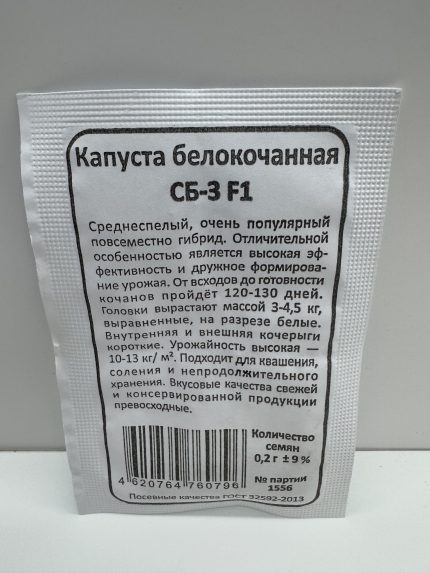 Капуста белокочанная
СБ-3 F1
Среднеспелый, очень популярный
повсеместно гибрид. Отличительной
особенностью является высокая эф-
фективность и дружное формирова-
ние урожая. От всходов до готовности
кочанов пройдёт 120-130 дней.
Головки вырастают массой 3-4,5 кг,
выравненные, на разрезе белые.
Внутренняя и внешняя кочерыги
короткие. Урожайность высокая —
10-13 кг/ м². Подходит для квашения,
соления и непродолжительного
хранения. Вкусовые качества свежей
и консервированной продукции
превосходные.
Количество
семян
0,2 г ± 9 %
№ партии
1556
4 620764 760796
Посевные качества ГОСТ 32592-2013